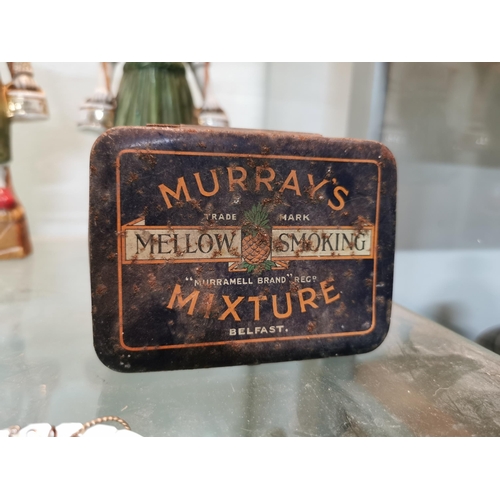 MURRAY'S
TRADE MARK
MELLOW SMOKING
"MURRAMELL BRAND" REGD
MIXTURE
BELFAST.